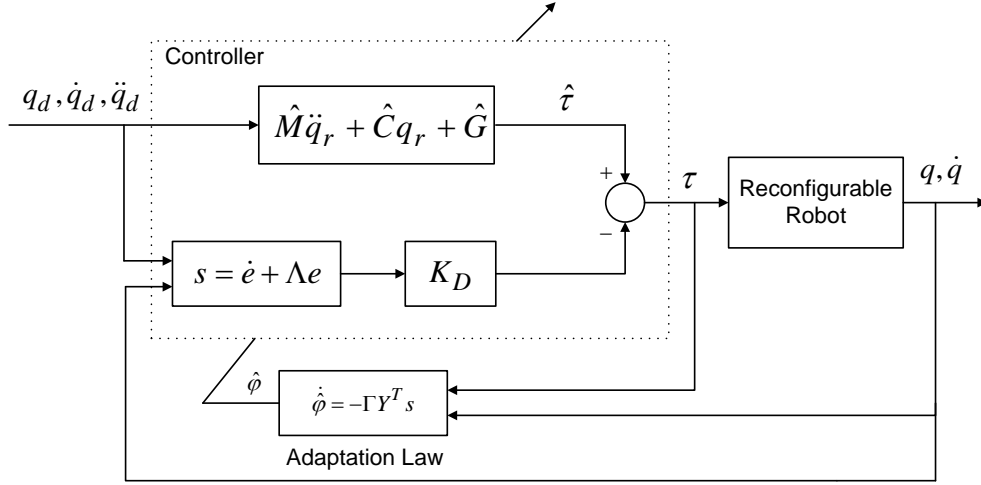 Controller
q_d, q̇_d, q̈_d
M̂q̈_r + Ĉq_r + Ĝ
τ̂
+
τ
Reconfigurable
Robot
q, q̇
−
s = ė + Λe
K_D
φ̂
φ̂̇ = −ΓY^T s
Adaptation Law